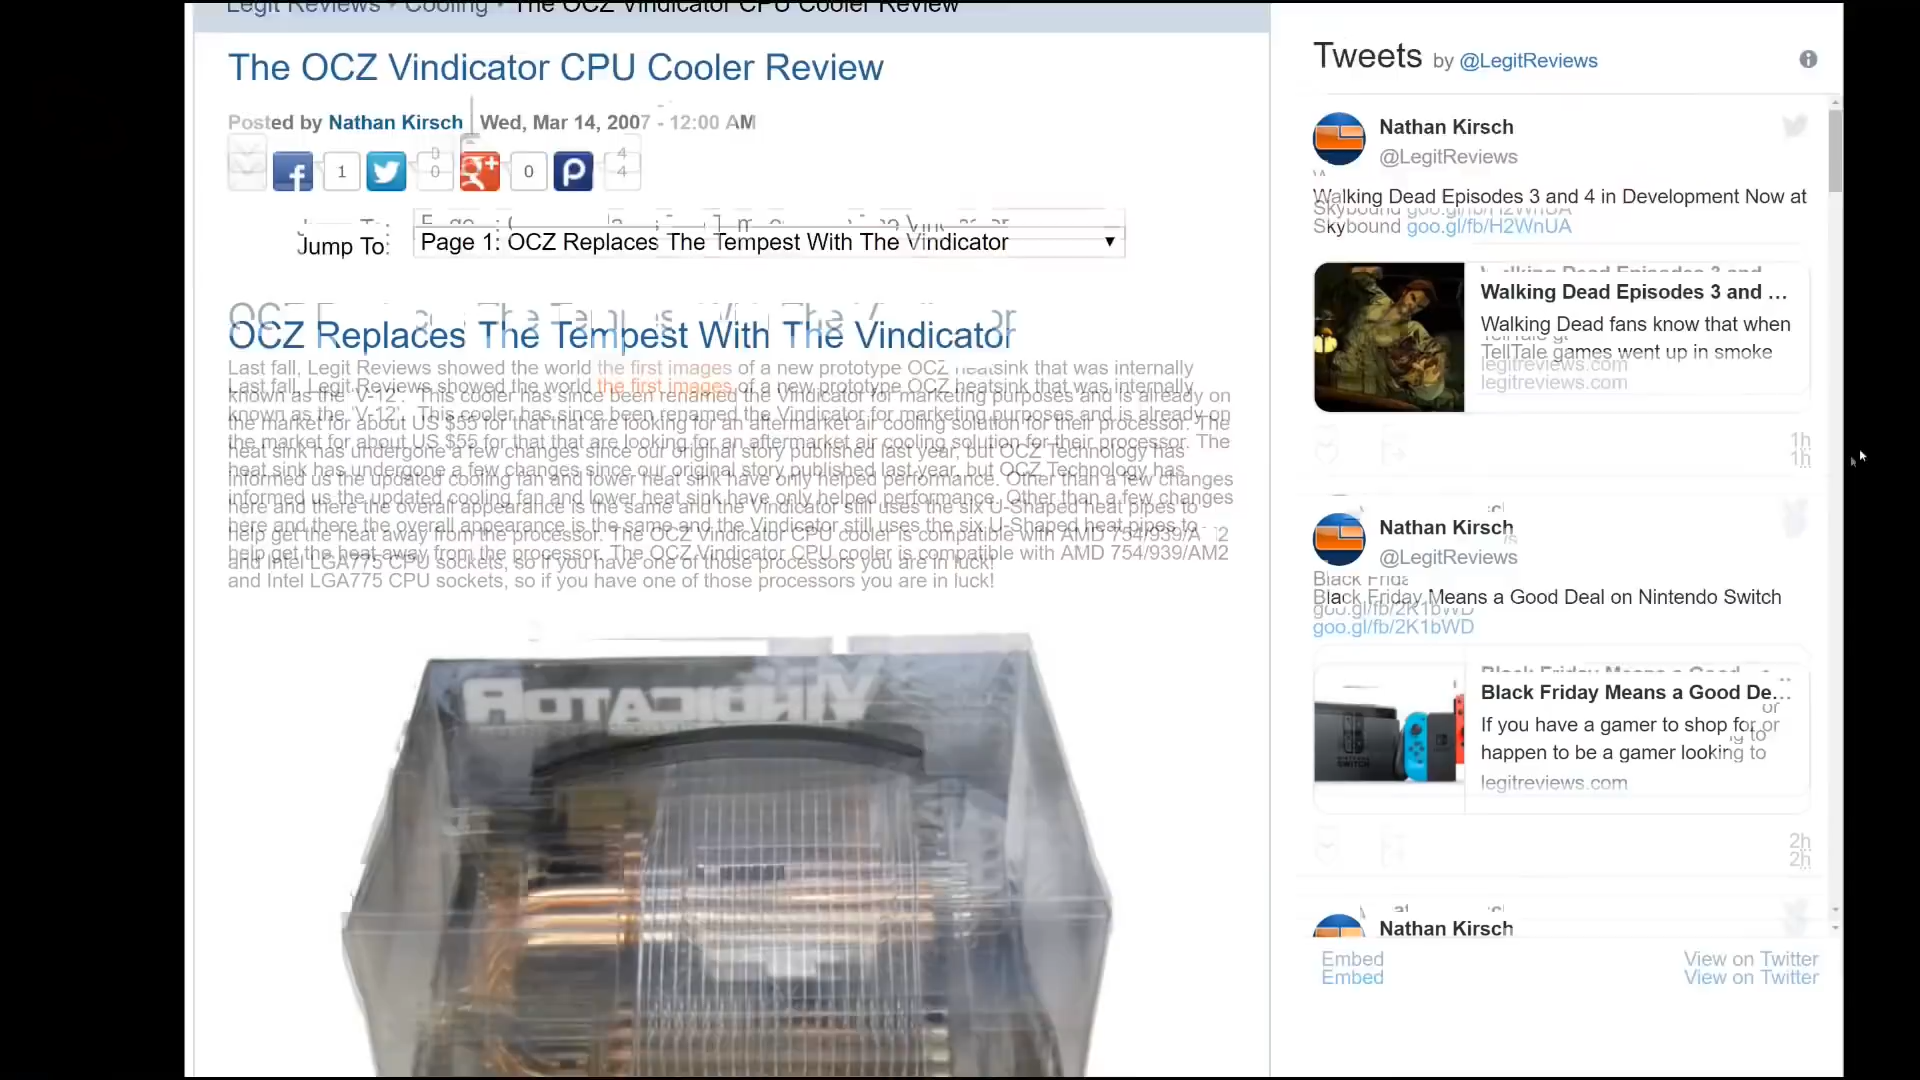 Legit Reviews › Cooling › The OCZ Vindicator CPU Cooler Review
The OCZ Vindicator CPU Cooler Review
Posted by Nathan Kirsch | Wed, Mar 14, 2007 - 12:00 AM
1 0 0 4
Jump To: Page 1: OCZ Replaces The Tempest With The Vindicator
OCZ Replaces The Tempest With The Vindicator
Last fall, Legit Reviews showed the world the first images of a new prototype OCZ heatsink that was internally
known as the 'V-12'. This cooler has since been renamed the Vindicator for marketing purposes and is already on
the market for about US $55 for that that are looking for an aftermarket air cooling solution for their processor. The
heat sink has undergone a few changes since our original story published last year, but OCZ Technology has
informed us the updated cooling fan and lower heat sink have only helped performance. Other than a few changes
here and there the overall appearance is the same and the Vindicator still uses the six U-Shaped heat pipes to
help get the heat away from the processor. The OCZ Vindicator CPU cooler is compatible with AMD 754/939/AM2
and Intel LGA775 CPU sockets, so if you have one of those processors you are in luck!
VINDICATOR
Tweets by @LegitReviews
Nathan Kirsch
@LegitReviews
Walking Dead Episodes 3 and 4 in Development Now at
Skybound goo.gl/fb/H2WnUA
Walking Dead Episodes 3 and ...
Walking Dead fans know that when
TellTale games went up in smoke
legitreviews.com
1h
Nathan Kirsch
@LegitReviews
Black Friday Means a Good Deal on Nintendo Switch
goo.gl/fb/2K1bWD
Black Friday Means a Good De...
If you have a gamer to shop for or
happen to be a gamer looking to
legitreviews.com
2h
Nathan Kirsch
Embed
View on Twitter